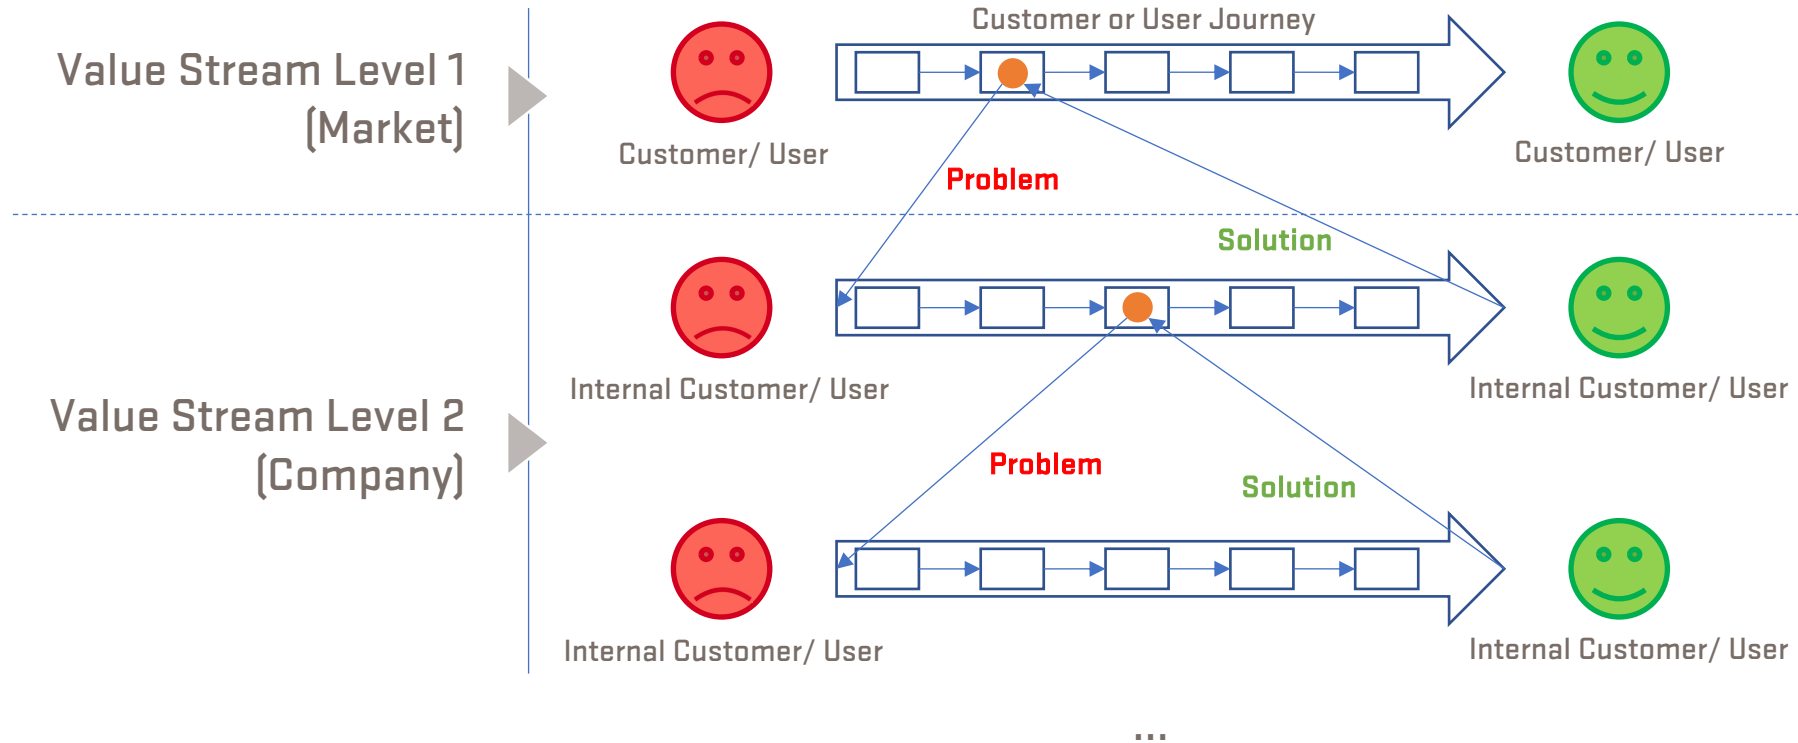 Customer or User Journey
Value Stream Level 1
(Market)
Customer/ User
Customer/ User
Problem
Solution
Internal Customer/ User
Internal Customer/ User
Value Stream Level 2
(Company)
Problem
Solution
Internal Customer/ User
Internal Customer/ User
...